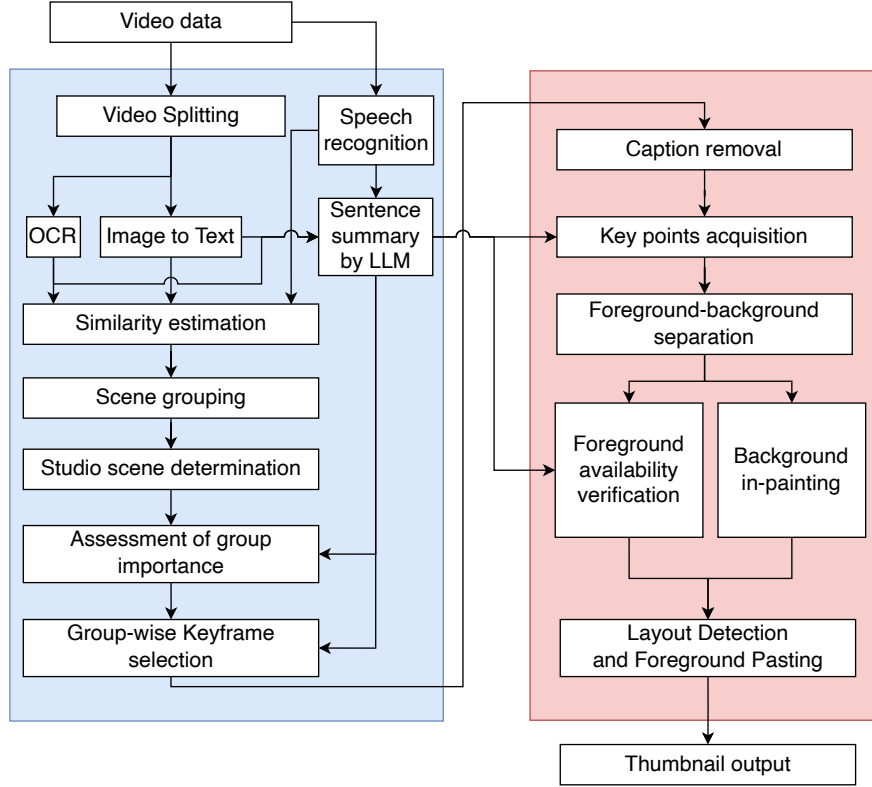 Video data
Video Splitting
Speech
recognition
OCR
Image to Text
Sentence
summary
by LLM
Similarity estimation
Scene grouping
Studio scene determination
Assessment of group
importance
Group-wise Keyframe
selection
Caption removal
Key points acquisition
Foreground-background
separation
Foreground
availability
verification
Background
in-painting
Layout Detection
and Foreground Pasting
Thumbnail output